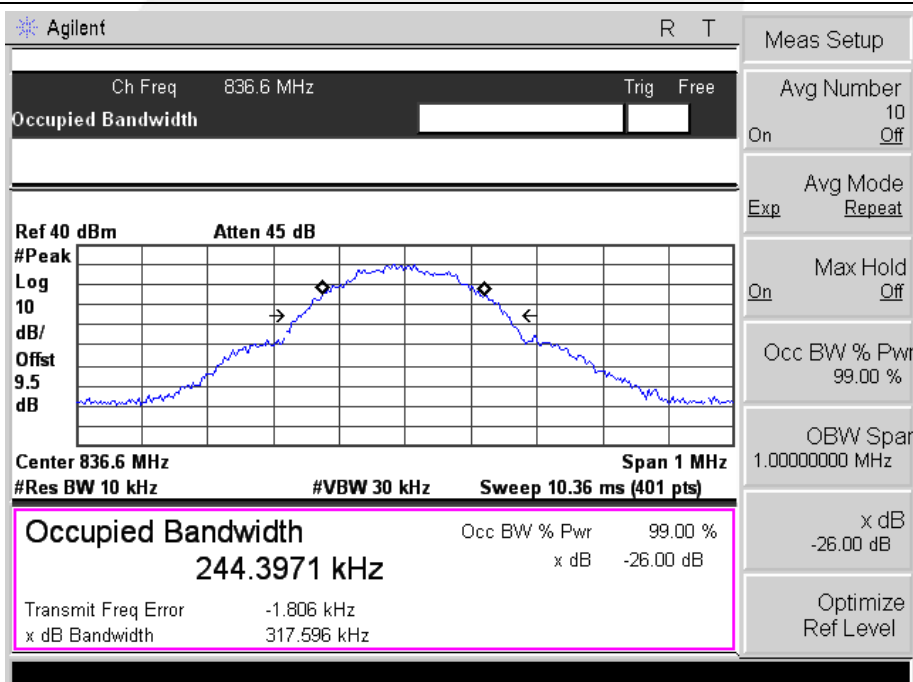 Agilent R T
Ch Freq 836.6 MHz Trig Free
Occupied Bandwidth
Ref 40 dBm Atten 45 dB
#Peak
Log
10
dB/
Offst
9.5
dB
Center 836.6 MHz Span 1 MHz
#Res BW 10 kHz #VBW 30 kHz Sweep 10.36 ms (401 pts)
Occupied Bandwidth Occ BW % Pwr 99.00 %
244.3971 kHz x dB -26.00 dB
Transmit Freq Error -1.806 kHz
x dB Bandwidth 317.596 kHz
Meas Setup
Avg Number
10
On Off
Avg Mode
Exp Repeat
Max Hold
On Off
Occ BW % Pwr
99.00 %
OBW Span
1.00000000 MHz
x dB
-26.00 dB
Optimize
Ref Level